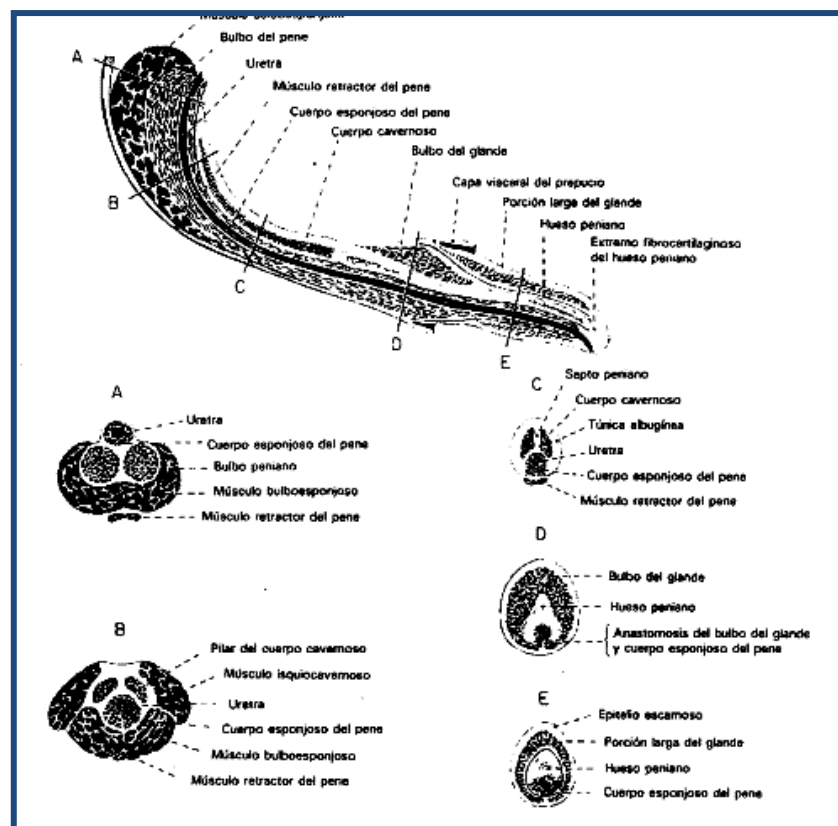 Bulbo del pene
A
Uretra
Músculo retractor del pene
Cuerpo esponjoso del pene
Cuerpo cavernoso
Bulbo del glande
Capa visceral del prepucio
Porción larga del glande
Hueso peniano
Extremo fibrocartilaginoso
del hueso peniano
B
C
D
E
A
Uretra
Cuerpo esponjoso del pene
Bulbo peniano
Músculo bulboesponjoso
Músculo retractor del pene
B
Pilar del cuerpo cavernoso
Músculo isquiocavernoso
Uretra
Cuerpo esponjoso del pene
Músculo bulboesponjoso
Músculo retractor del pene
C
Septo peniano
Cuerpo cavernoso
Túnica albugínea
Uretra
Cuerpo esponjoso del pene
Músculo retractor del pene
D
Bulbo del glande
Hueso peniano
Anastomosis del bulbo del glande
y cuerpo esponjoso del pene
E
Epitelio escamoso
Porción larga del glande
Hueso peniano
Cuerpo esponjoso del pene